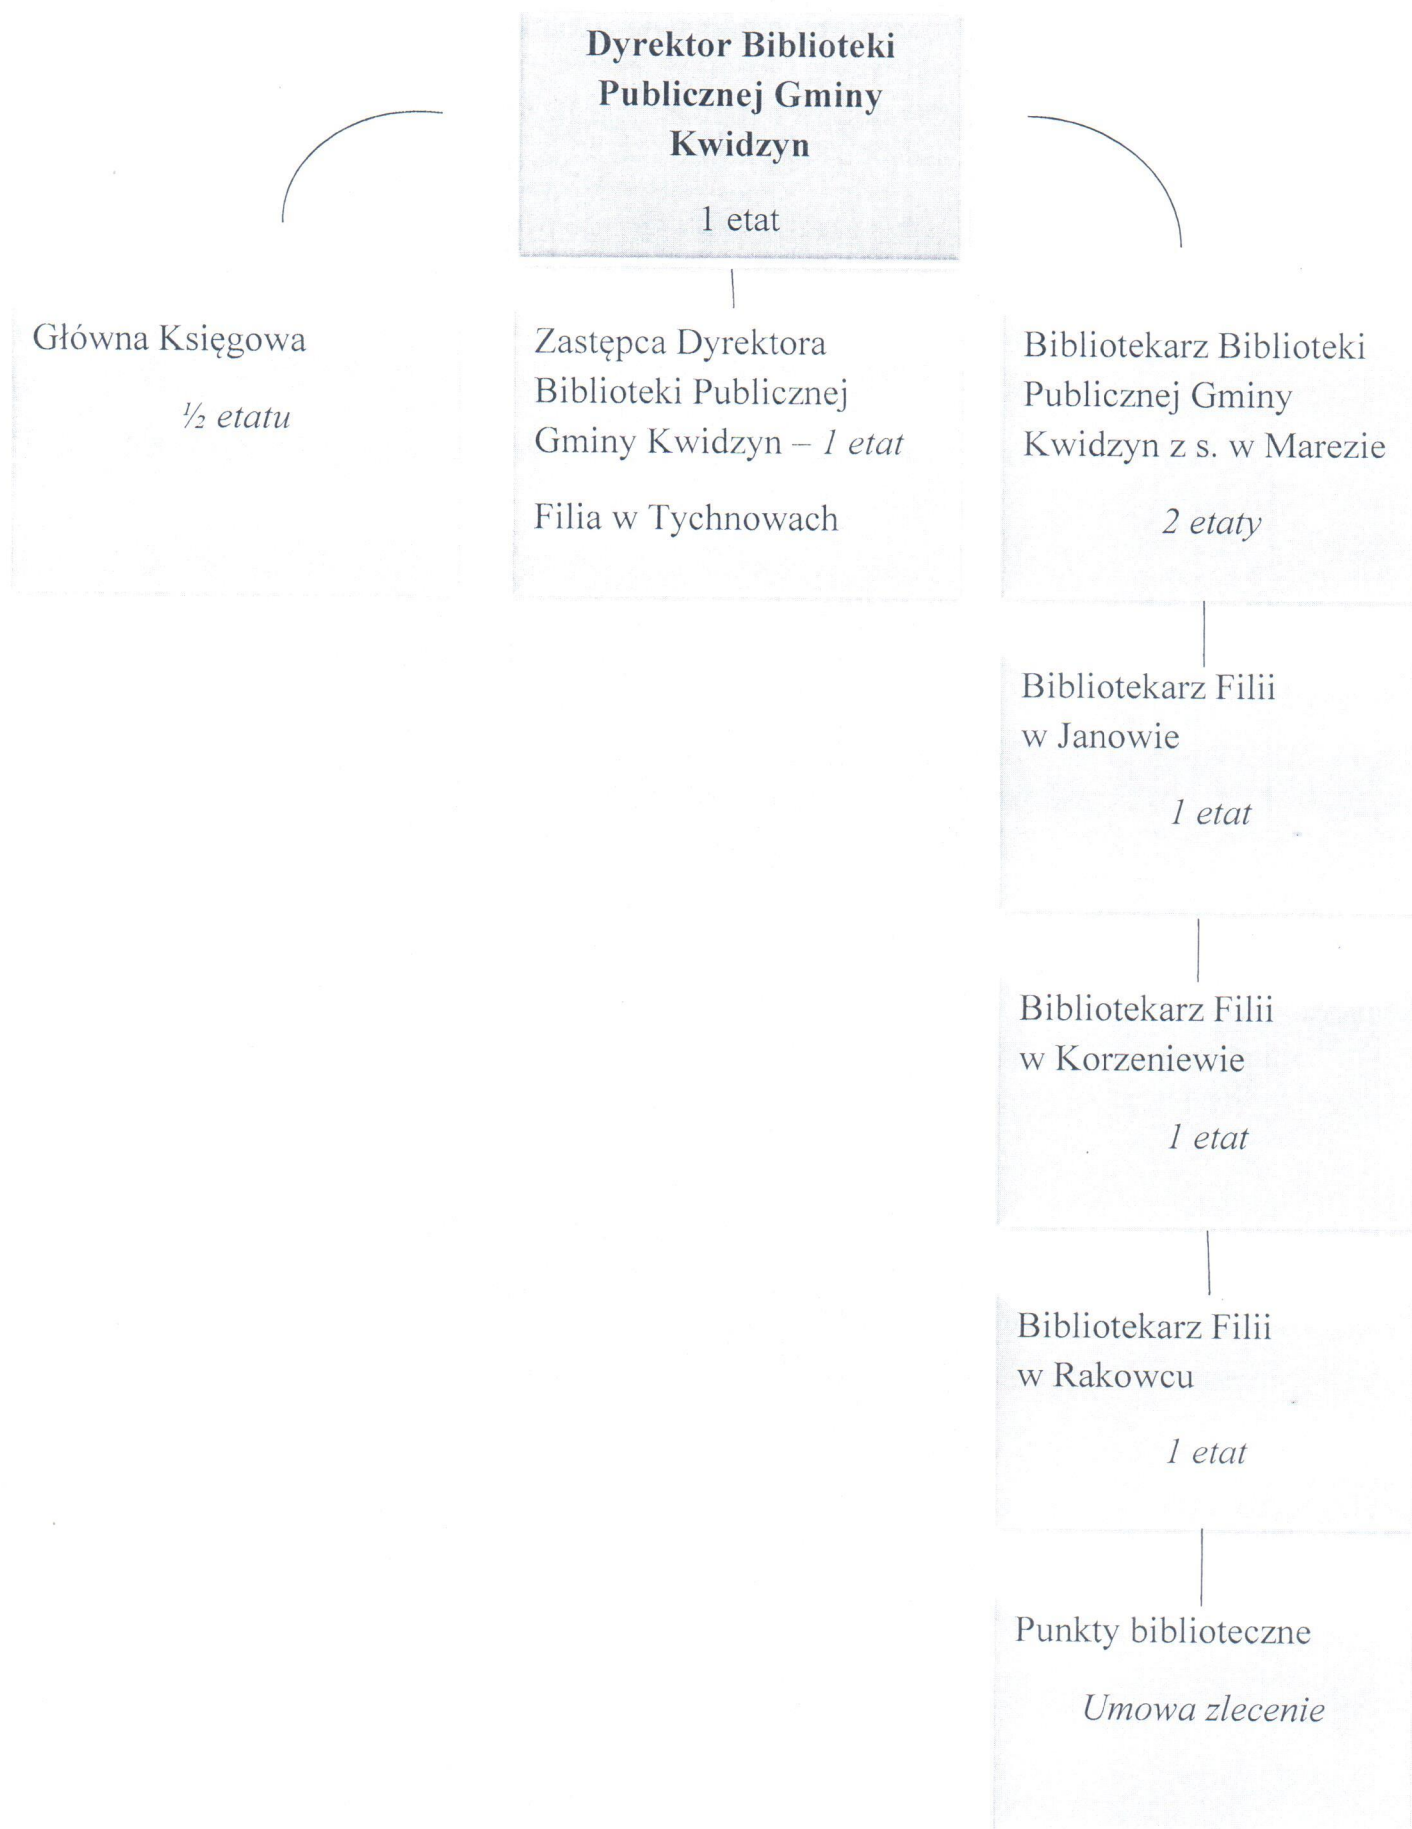 Dyrektor Biblioteki
Publicznej Gminy
Kwidzyn
1 etat
Główna Księgowa
½ etatu
Zastępca Dyrektora
Biblioteki Publicznej
Gminy Kwidzyn – 1 etat
Filia w Tychnowach
Bibliotekarz Biblioteki
Publicznej Gminy
Kwidzyn z s. w Marezie
2 etaty
Bibliotekarz Filii
w Janowie
1 etat
Bibliotekarz Filii
w Korzeniewie
1 etat
Bibliotekarz Filii
w Rakowcu
1 etat
Punkty biblioteczne
Umowa zlecenie